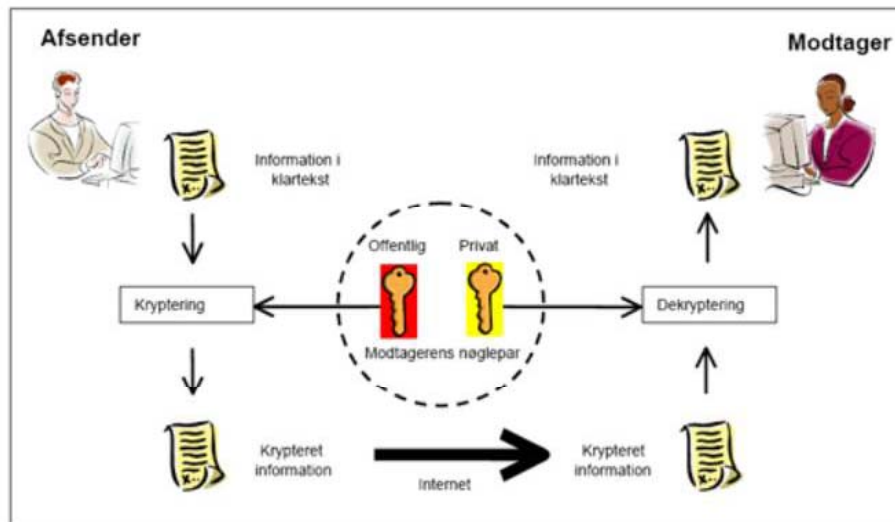 Afsender
Modtager
Information i
klartekst
Information i
klartekst
Offentlig
Privat
Kryptering
Dekryptering
Modtagerens nøglepar
Krypteret
information
Internet
Krypteret
information